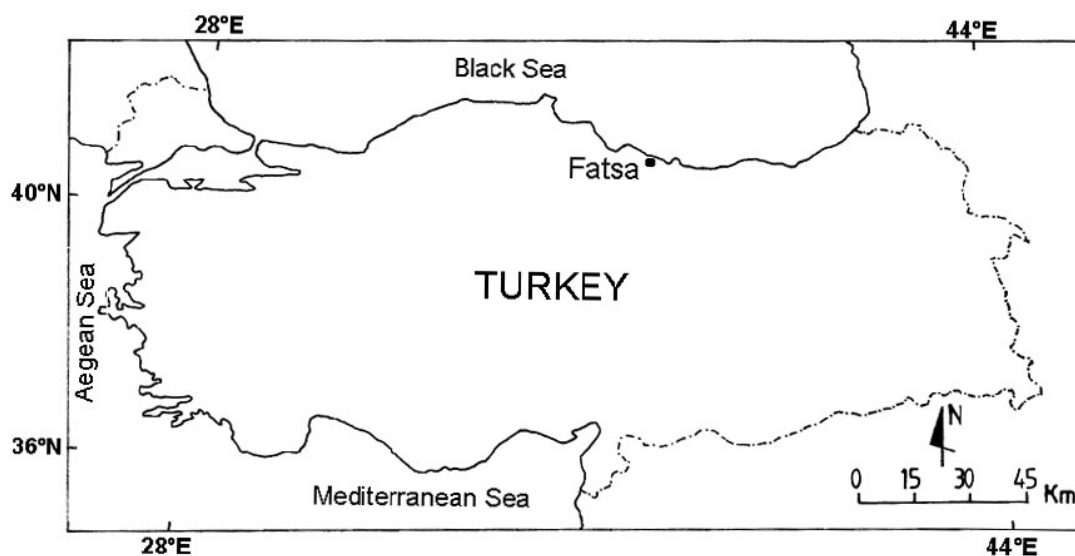 28°E
44°E
Black Sea
Fatsa
40°N
TURKEY
Aegean Sea
36°N
N
0 15 30 45
Km
Mediterranean Sea
28°E
44°E